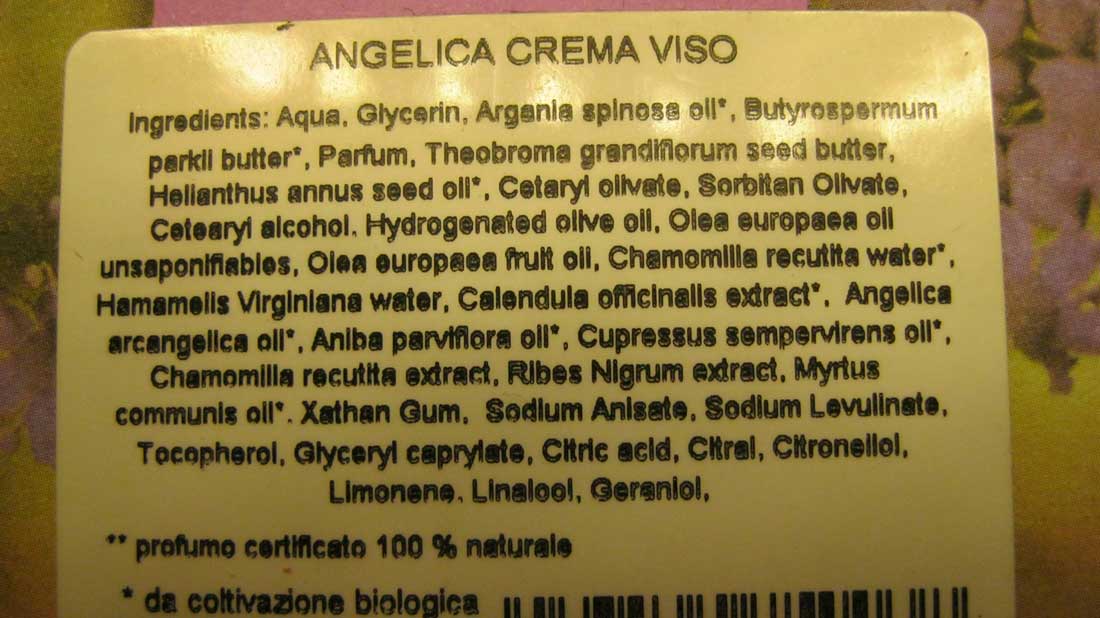 ANGELICA CREMA VISO
Ingredients: Aqua, Glycerin, Argania spinosa oil*, Butyrospermum
parkii butter*, Parfum, Theobroma grandiflorum seed butter,
Helianthus annus seed oil*, Cetaryl olivate, Sorbitan Olivate,
Cetearyl alcohol, Hydrogenated olive oil, Olea europaea oil
unsaponifiables, Olea europaea fruit oil, Chamomilla recutita water*,
Hamamelis Virginiana water, Calendula officinalis extract*, Angelica
arcangelica oil*, Aniba parviflora oil*, Cupressus sempervirens oil*,
Chamomilla recutita extract, Ribes Nigrum extract, Myrtus
communis oil*, Xathan Gum, Sodium Anisate, Sodium Levulinate,
Tocopherol, Glyceryl caprylate, Citric acid, Citral, Citronellol,
Limonene, Linalool, Geraniol,
** profumo certificato 100 % naturale
* da coltivazione biologica